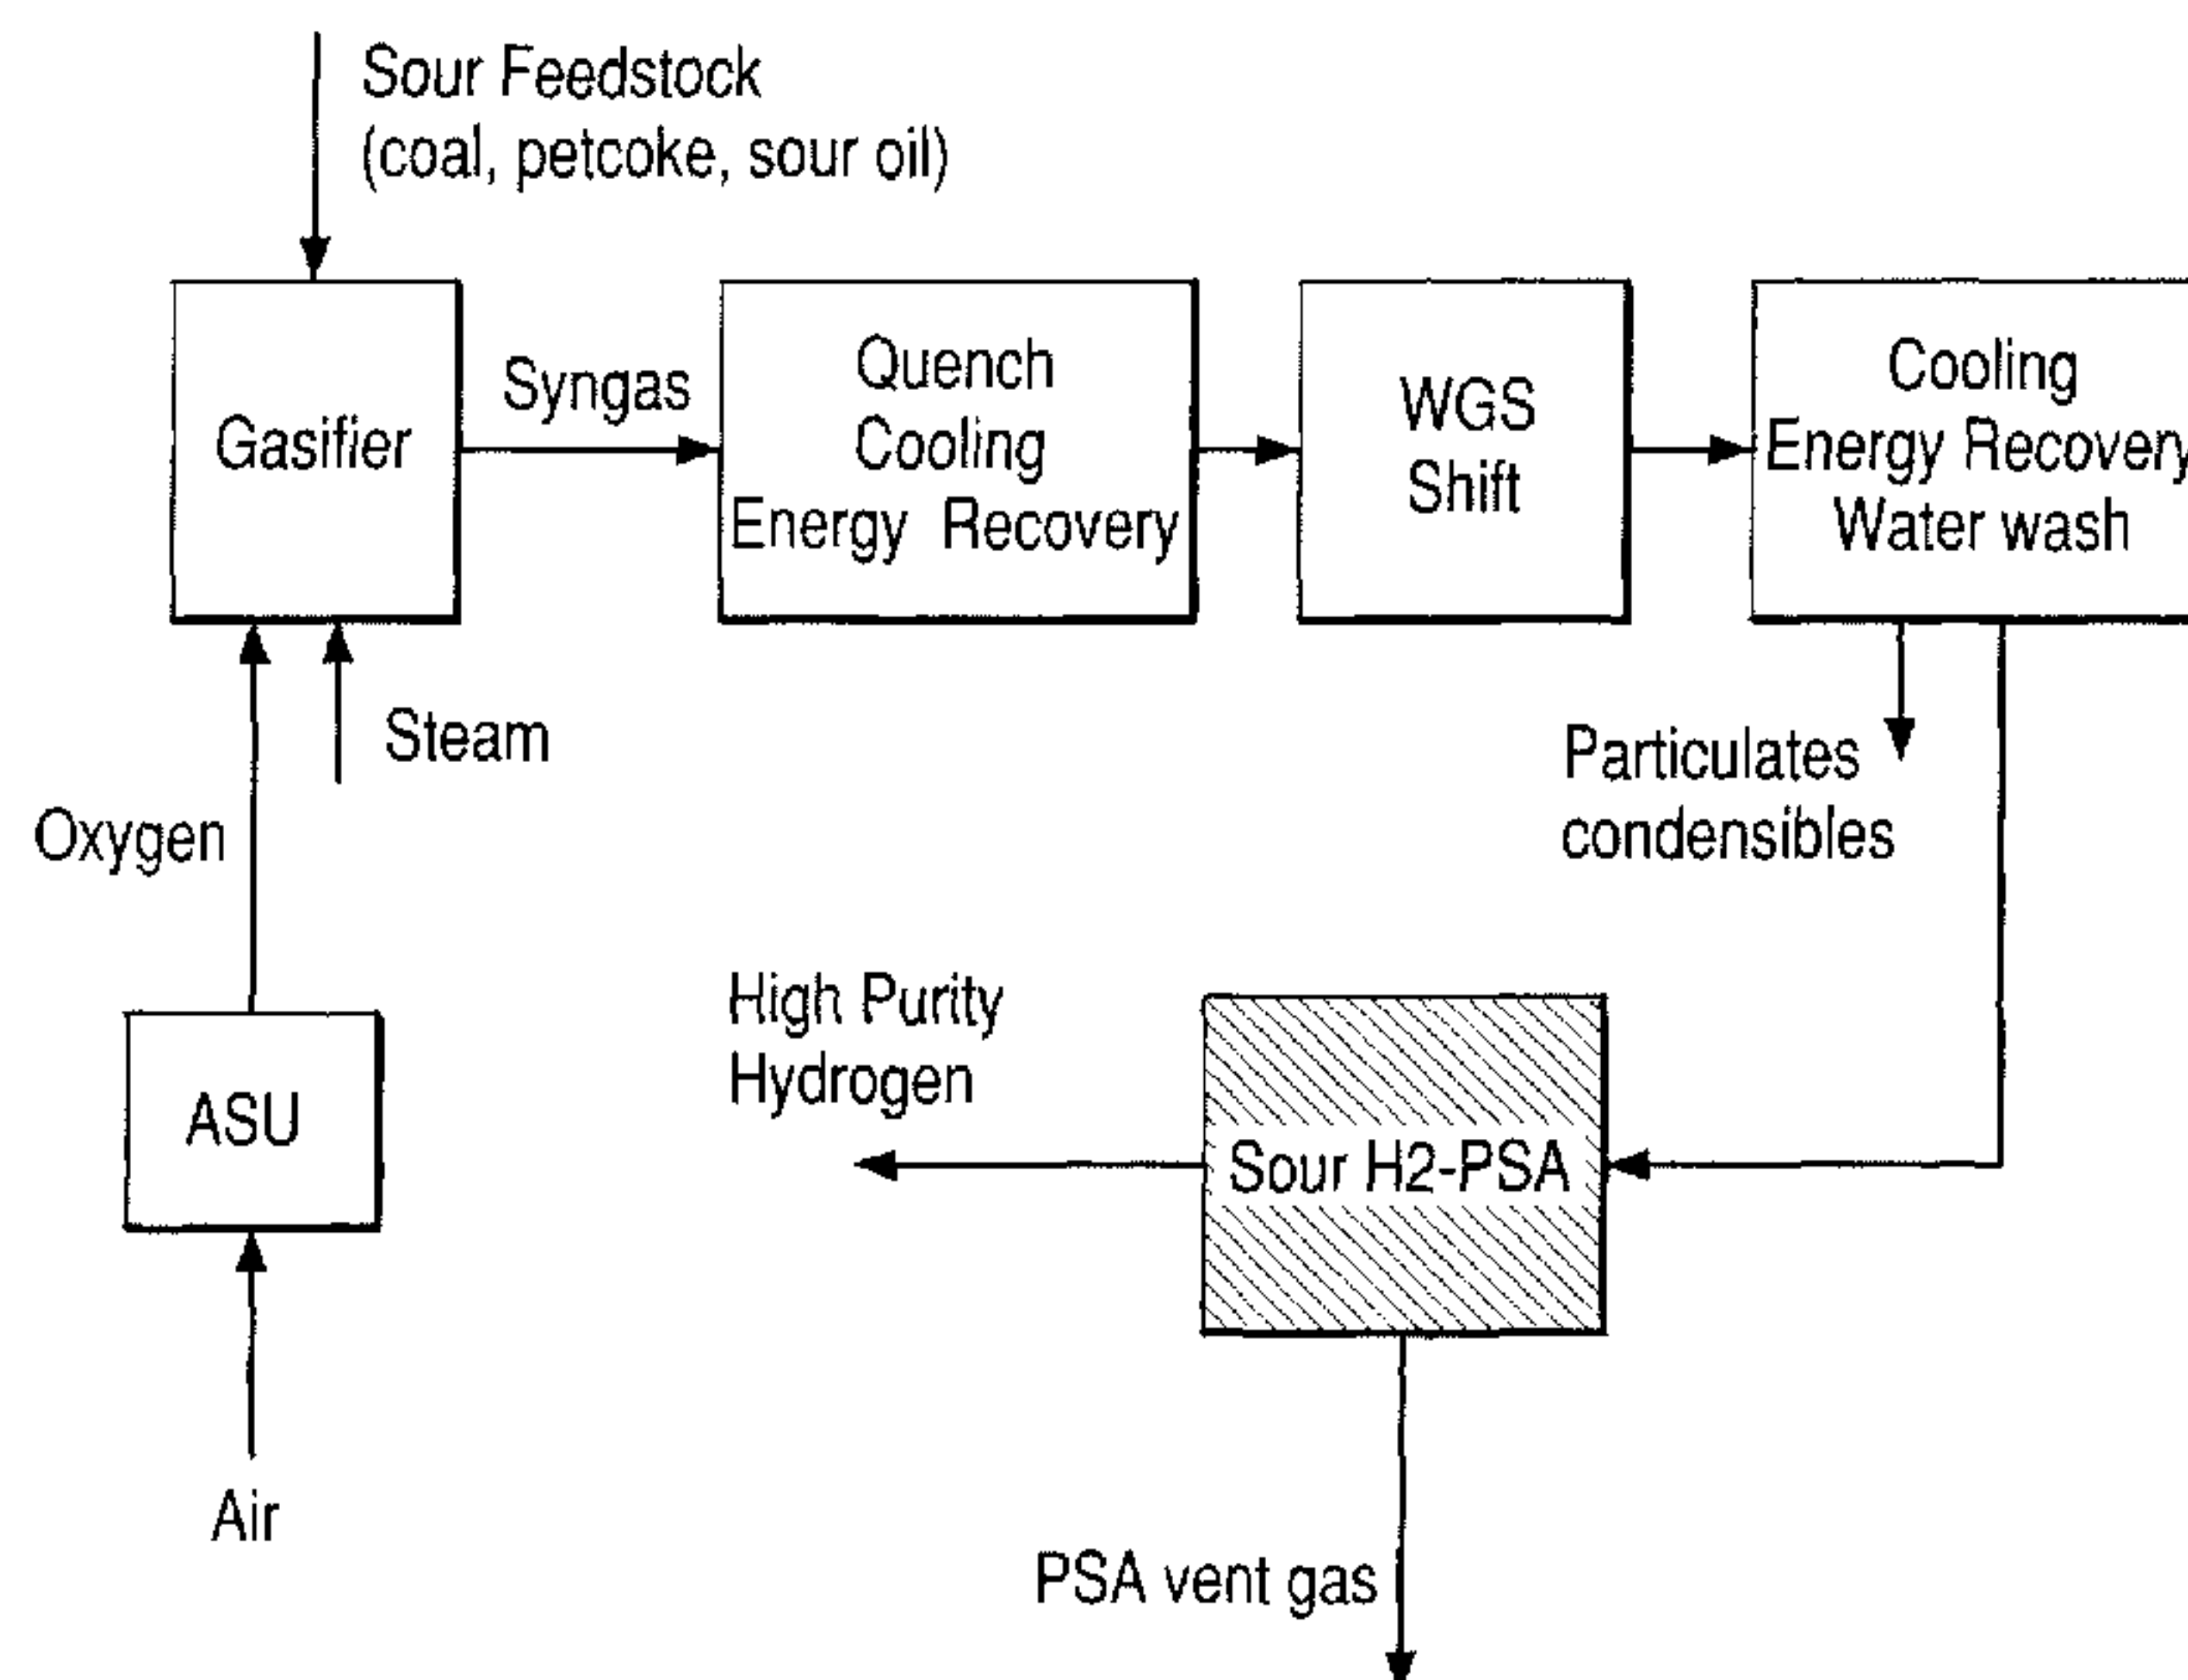 Sour Feedstock
(coal, petcoke, sour oil)
Gasifier
Syngas
Quench
Cooling
Energy Recovery
WGS
Shift
Cooling
Energy Recovery
Water wash
Steam
Oxygen
Particulates
condensibles
High Purity
Hydrogen
ASU
Sour H2-PSA
Air
PSA vent gas